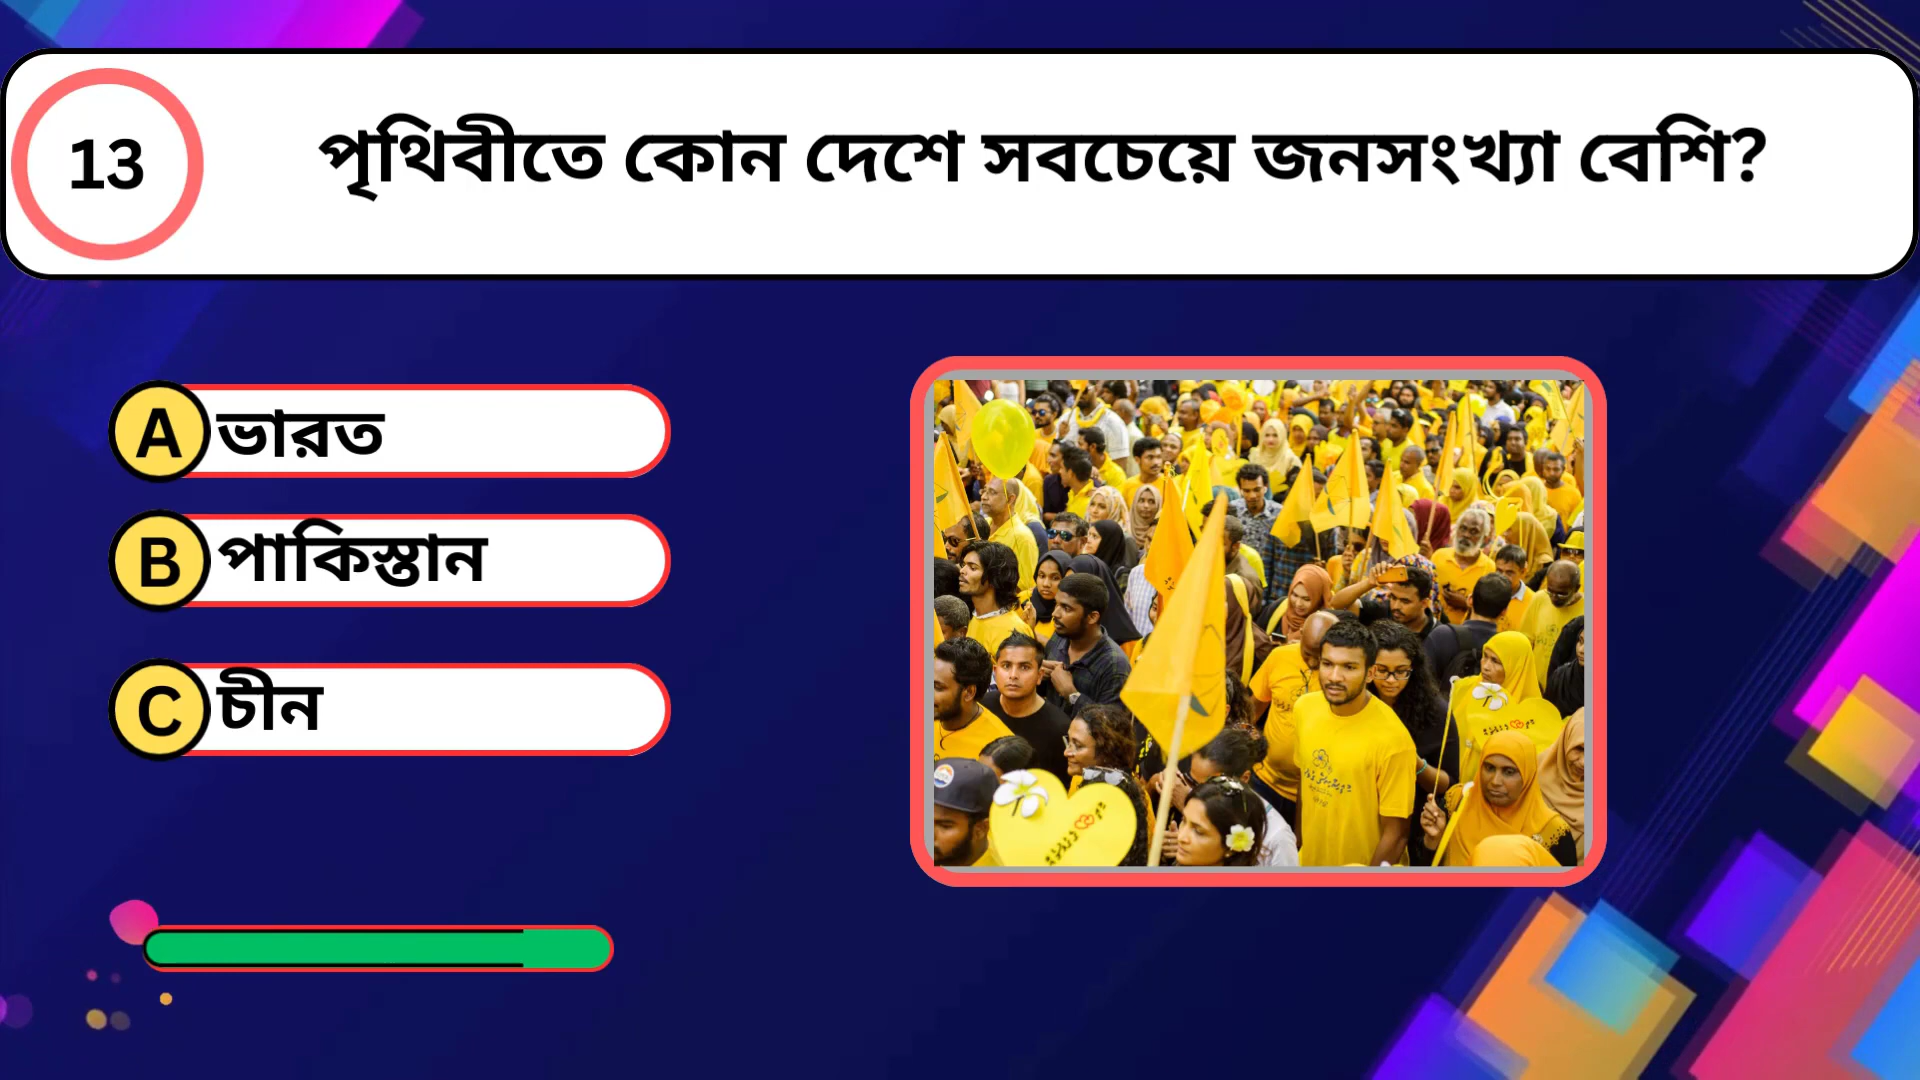 13
পৃথিবীতে কোন দেশে সবচেয়ে জনসংখ্যা বেশি?
A ভারত
B পাকিস্তান
C চীন